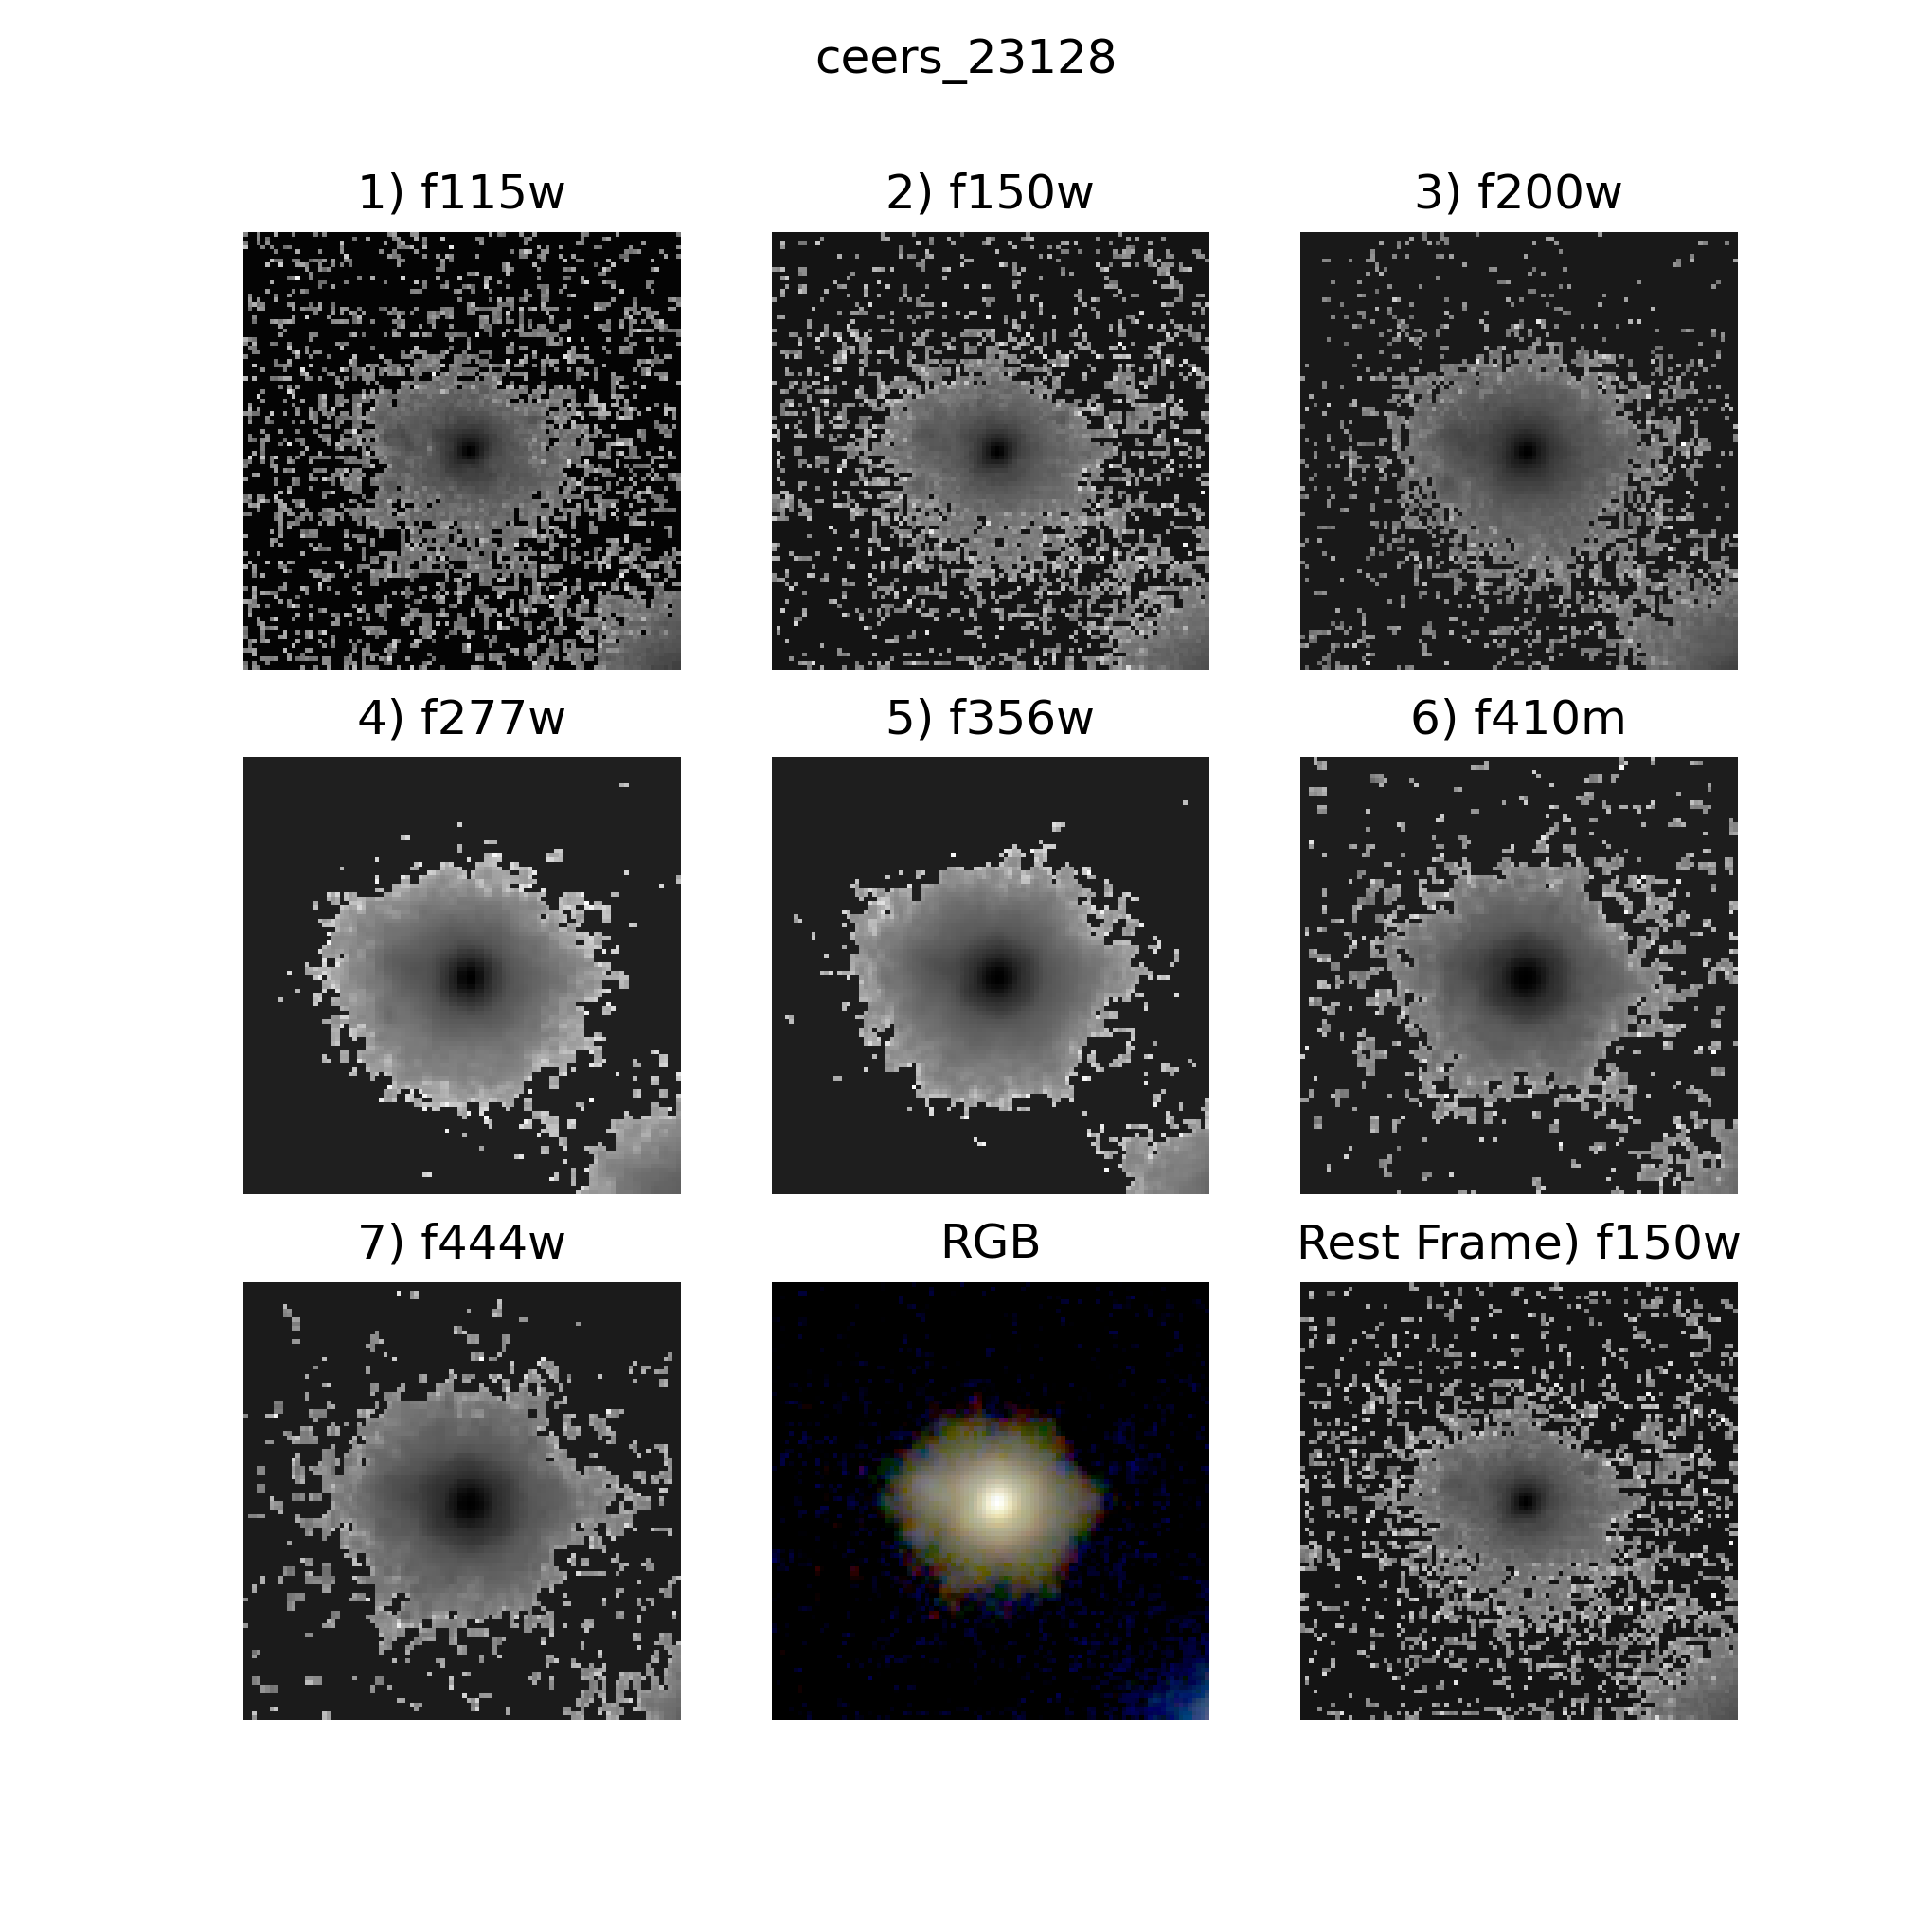 ceers_23128
1) f115w
2) f150w
3) f200w
4) f277w
5) f356w
6) f410m
7) f444w
RGB
Rest Frame) f150w